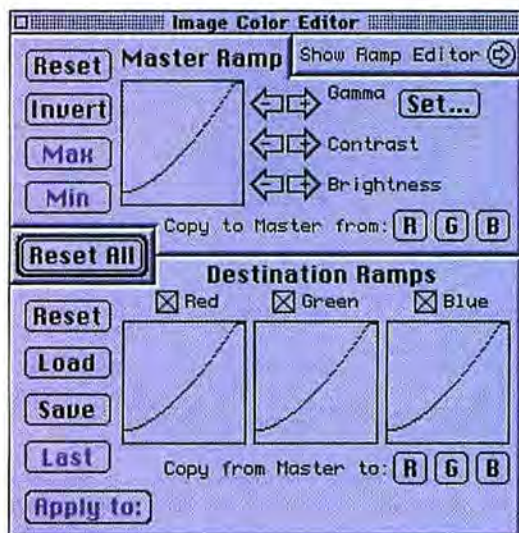 Image Color Editor
Reset Master Ramp Show Ramp Editor
Invert Gamma Set...
Max Contrast
Min Brightness
Copy to Master from: R G B
Reset All
Destination Ramps
Reset Red Green Blue
Load
Save
Last Copy from Master to: R G B
Apply to: